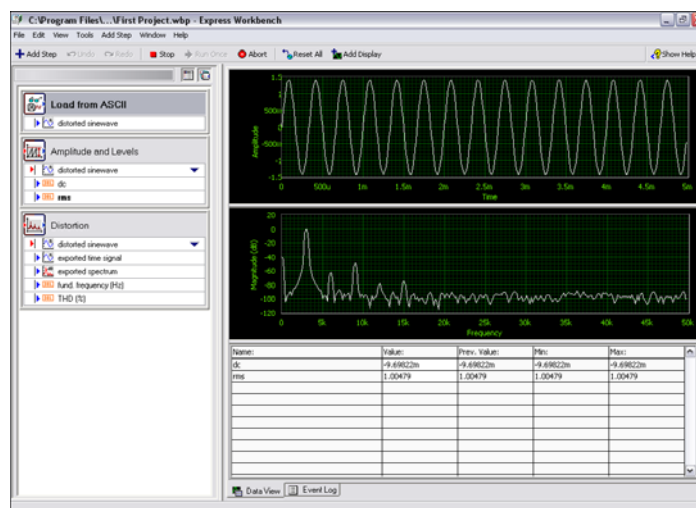 C:\Program Files\...\First Project.wbp - Express Workbench
File Edit View Tools Add Step Window Help
Add Step Undo Redo Stop Run Once Abort Reset All Add Display Show Help
Load from ASCII
distorted sinewave
Amplitude and Levels
distorted sinewave
dc
rms
Distortion
distorted sinewave
exported time signal
exported spectrum
fund. frequency (Hz)
THD (%)
Amplitude
1.5
1
500m
0
-500m
-1
-1.5
0 500u 1m 1.5m 2m 2.5m 3m 3.5m 4m 4.5m 5m
Time
Magnitude (dB)
20
0
-20
-40
-60
-80
-100
-120
0 5k 10k 15k 20k 25k 30k 35k 40k 45k 50k
Frequency
Name: Value: Prev. Value: Min: Max:
dc -9.69822m -9.69822m -9.69822m -9.69822m
rms 1.00479 1.00479 1.00479 1.00479
Data View Event Log